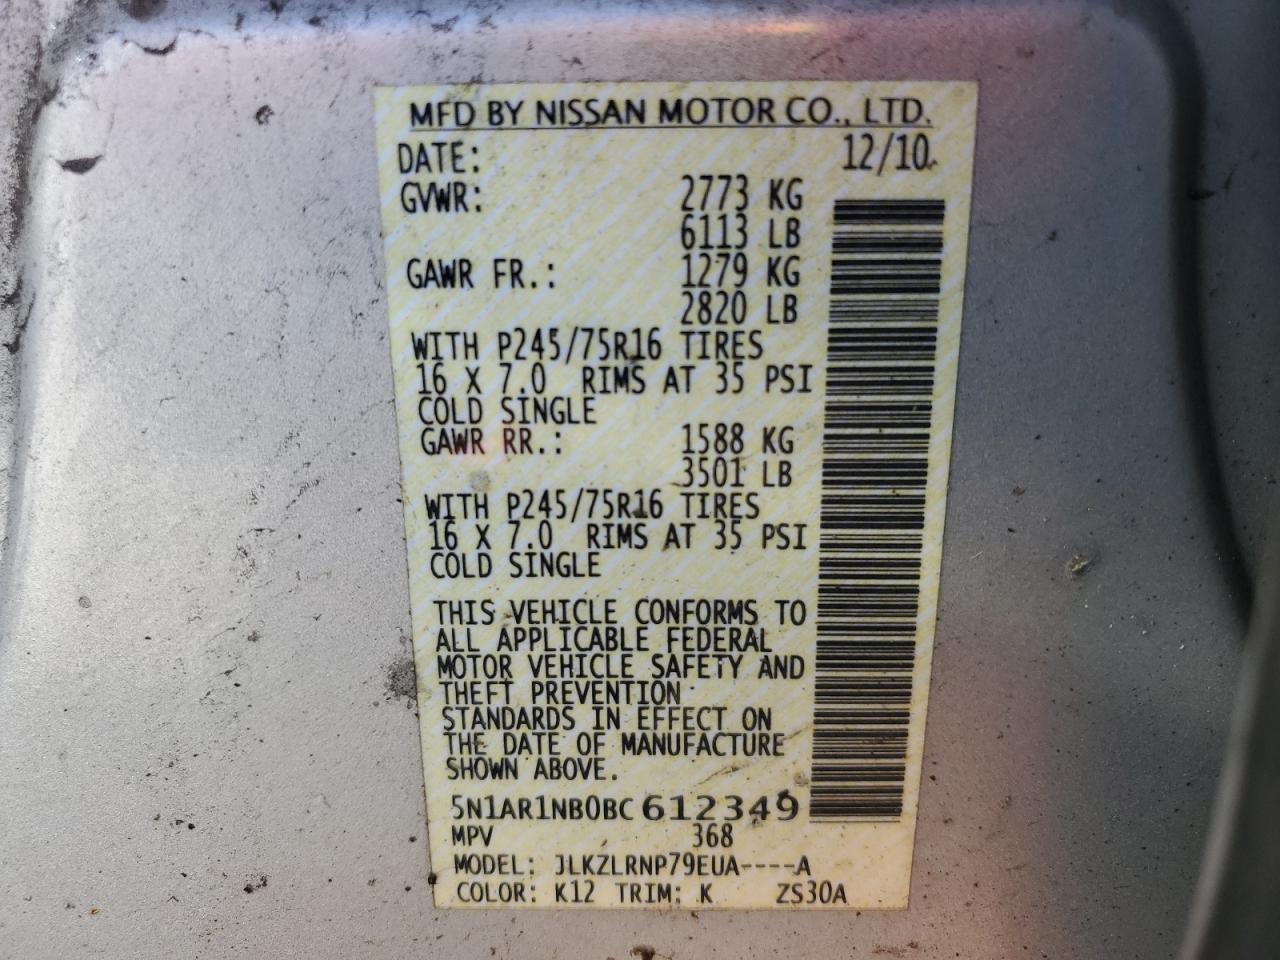 MFD BY NISSAN MOTOR CO., LTD.
DATE: 12/10
GVWR: 2773 KG
6113 LB
GAWR FR.: 1279 KG
2820 LB
WITH P245/75R16 TIRES
16 X 7.0 RIMS AT 35 PSI
COLD SINGLE
GAWR RR.: 1588 KG
3501 LB
WITH P245/75R16 TIRES
16 X 7.0 RIMS AT 35 PSI
COLD SINGLE
THIS VEHICLE CONFORMS TO
ALL APPLICABLE FEDERAL
MOTOR VEHICLE SAFETY AND
THEFT PREVENTION
STANDARDS IN EFFECT ON
THE DATE OF MANUFACTURE
SHOWN ABOVE.
5N1AR1NB0BC612349
MPV 368
MODEL: JLKZLRNP79EUA----A
COLOR: K12 TRIM: K ZS30A